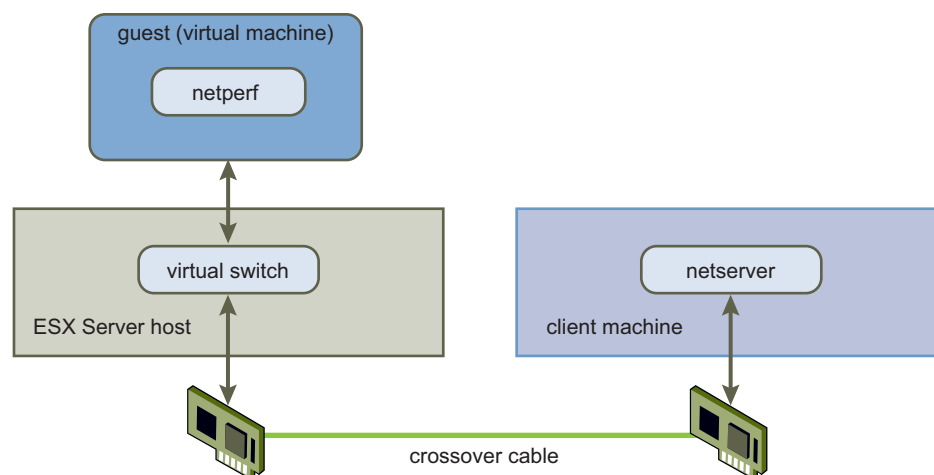 guest (virtual machine)
netperf
virtual switch
ESX Server host
netserver
client machine
crossover cable